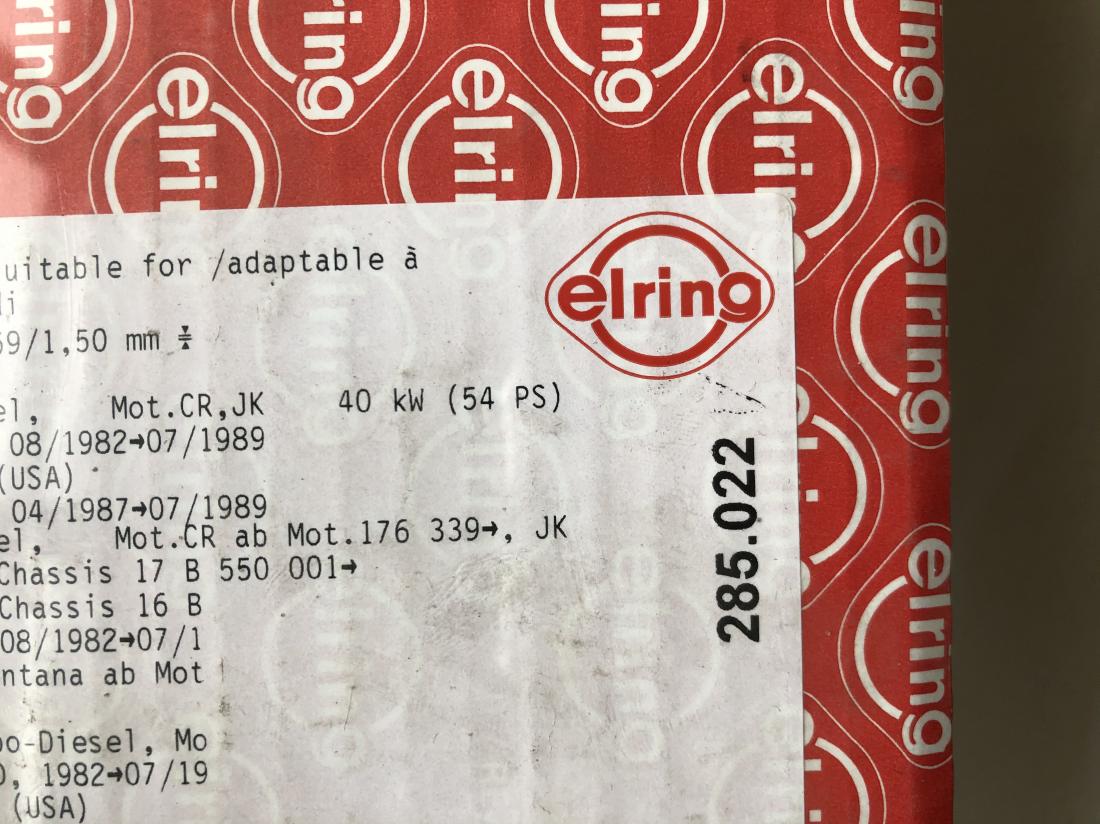 elring
uitable for /adaptable à
di
69/1,50 mm
el, Mot.CR,JK 40 kW (54 PS)
08/1982→07/1989
(USA)
04/1987→07/1989
el, Mot.CR ab Mot.176 339→, JK
Chassis 17 B 550 001→
Chassis 16 B
08/1982→07/1
ntana ab Mot
bo-Diesel, Mo
D, 1982→07/19
(USA)
285.022
elring
elring
elring
elring
elring